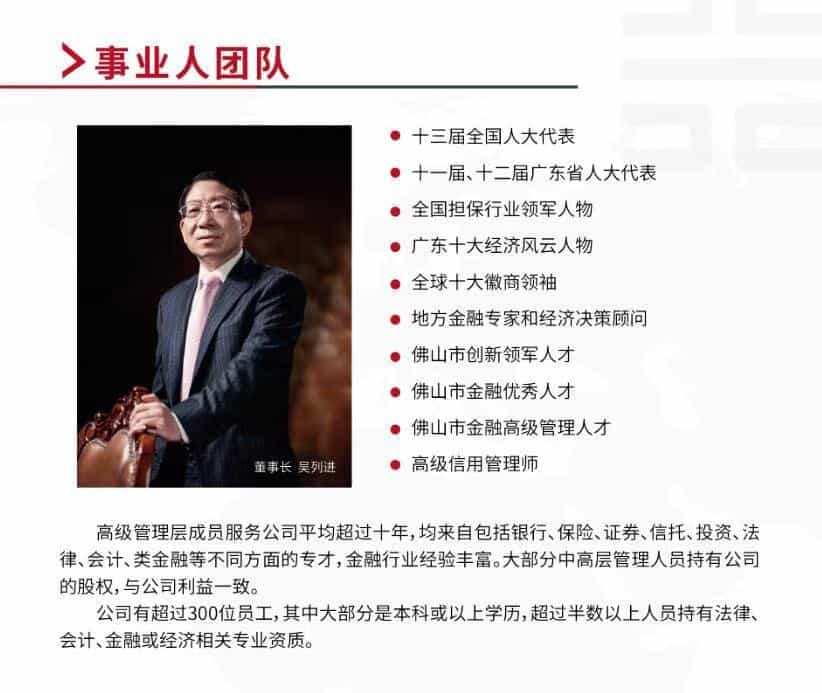 事业人团队
十三届全国人大代表
十一届、十二届广东省人大代表
全国担保行业领军人物
广东十大经济风云人物
全球十大徽商领袖
地方金融专家和经济决策顾问
佛山市创新领军人才
佛山市金融优秀人才
佛山市金融高级管理人才
高级信用管理师
董事长 吴列进
高级管理层成员服务公司平均超过十年，均来自包括银行、保险、证券、信托、投资、法
律、会计、类金融等不同方面的专才，金融行业经验丰富。大部分中高层管理人员持有公司
的股权，与公司利益一致。
公司有超过300位员工，其中大部分是本科或以上学历，超过半数以上人员持有法律、
会计、金融或经济相关专业资质。